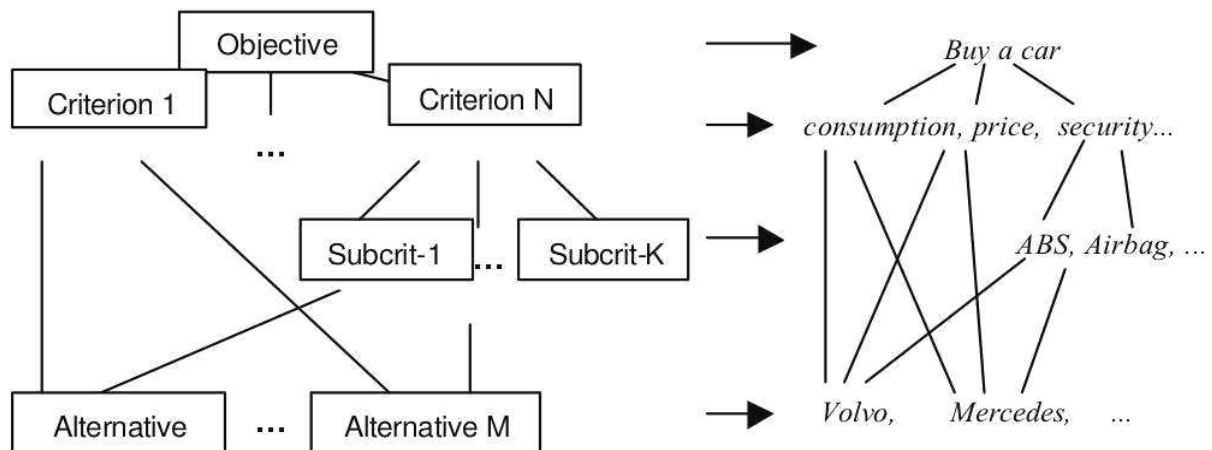 Objective
Buy a car
Criterion 1
Criterion N
...
consumption, price, security...
Subcrit-1
...
Subcrit-K
ABS, Airbag, ...
Alternative
...
Alternative M
Volvo, Mercedes, ...